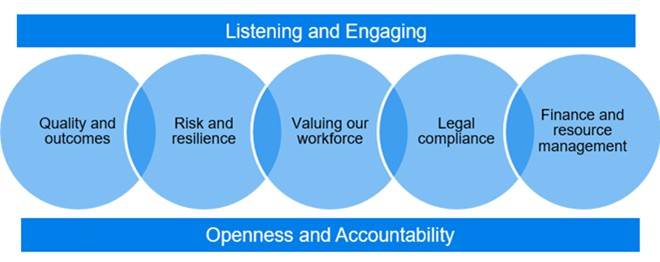 Listening and Engaging
Quality and
outcomes
Risk and
resilience
Valuing our
workforce
Legal
compliance
Finance and
resource
management
Openness and Accountability